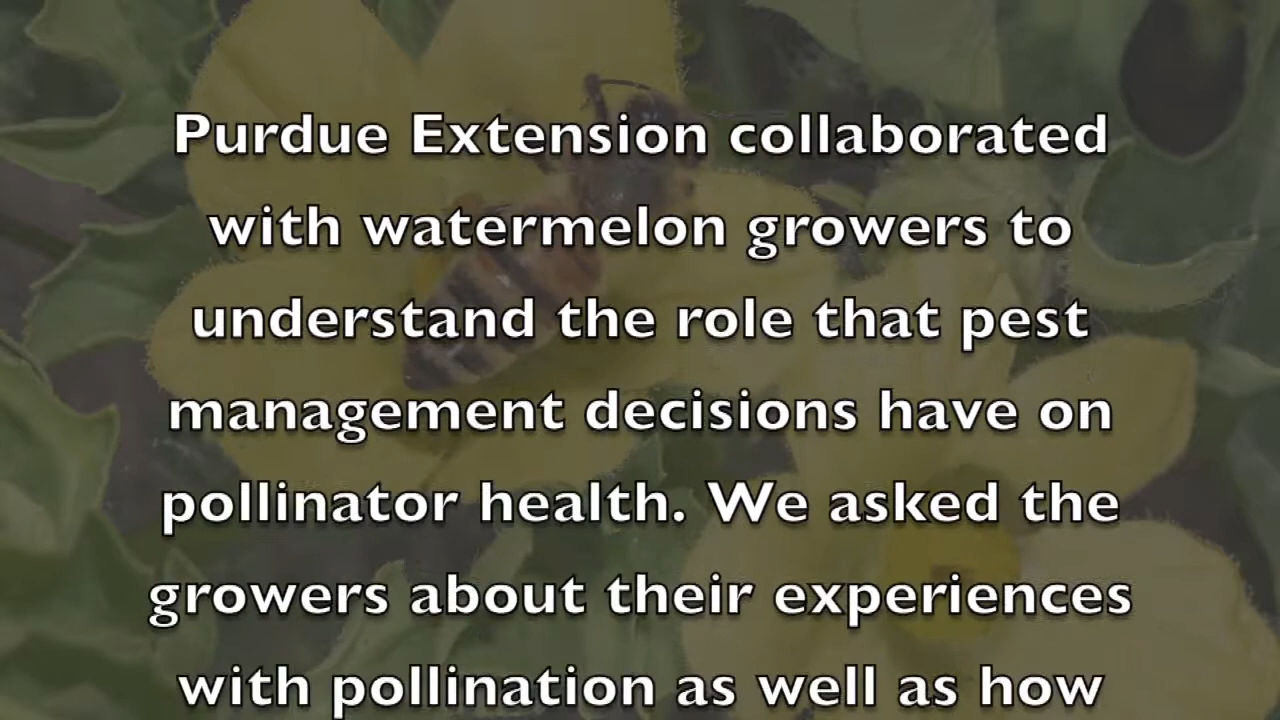 Purdue Extension collaborated
with watermelon growers to
understand the role that pest
management decisions have on
pollinator health. We asked the
growers about their experiences
with pollination as well as how